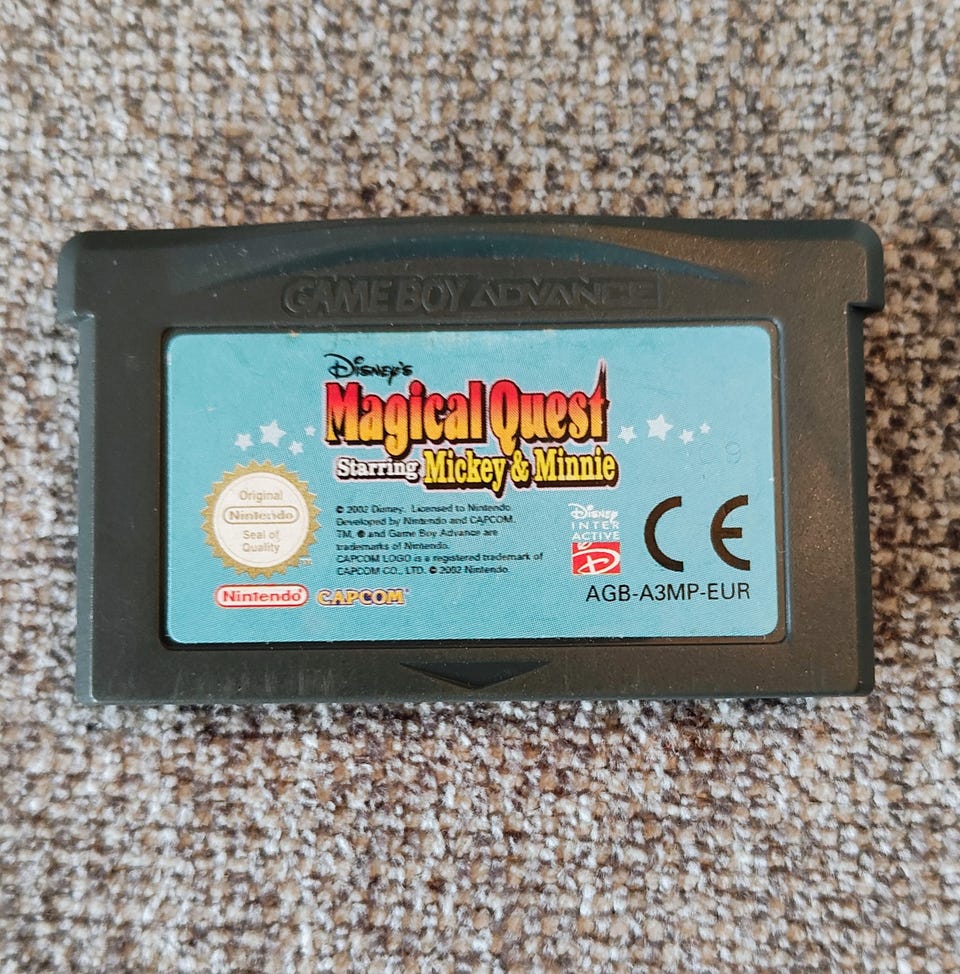 GAME BOY ADVANCE
Disney's
Magical Quest
Starring Mickey & Minnie
9
Original
Nintendo
Seal of
Quality
TM
© 2002 Disney. Licensed to Nintendo.
Developed by Nintendo and CAPCOM.
TM, ® and Game Boy Advance are
trademarks of Nintendo.
CAPCOM LOGO is a registered trademark of
CAPCOM CO., LTD. © 2002 Nintendo.
Nintendo®
CAPCOM®
Disney
INTER
ACTIVE
D
CE
AGB-A3MP-EUR